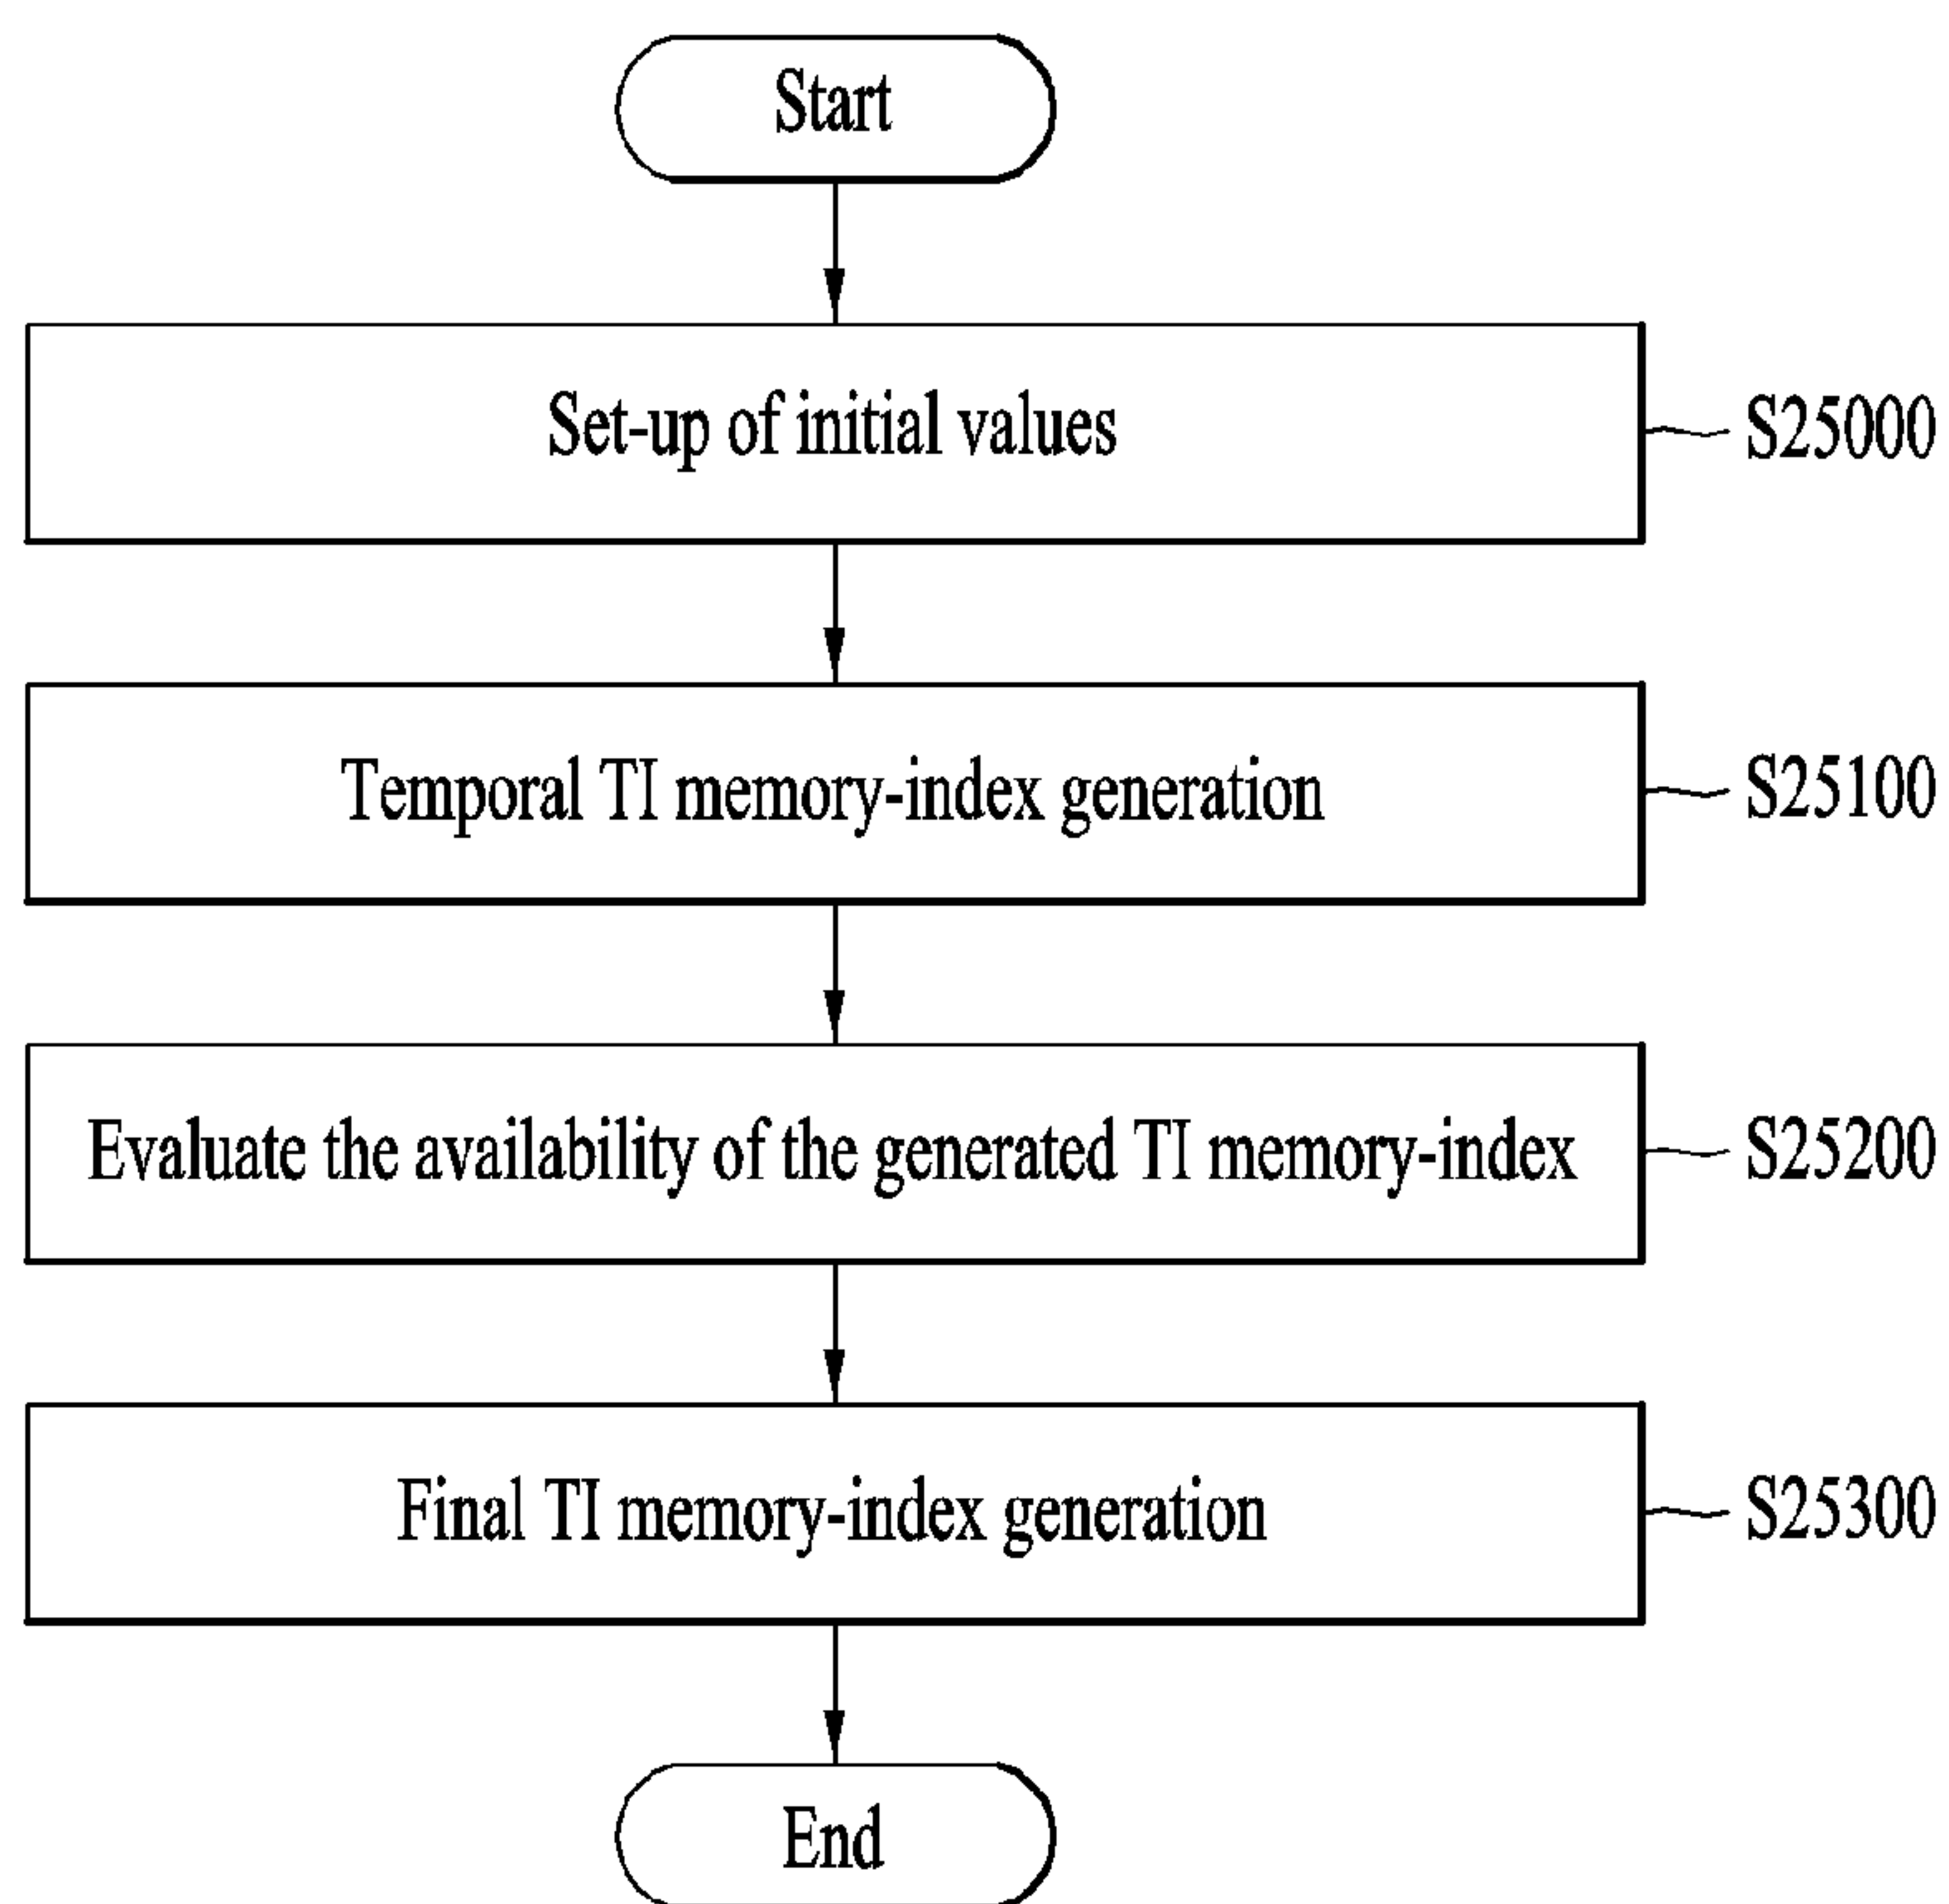 Start
Set-up of initial values
S25000
Temporal TI memory-index generation
S25100
Evaluate the availability of the generated TI memory-index
S25200
Final TI memory-index generation
S25300
End